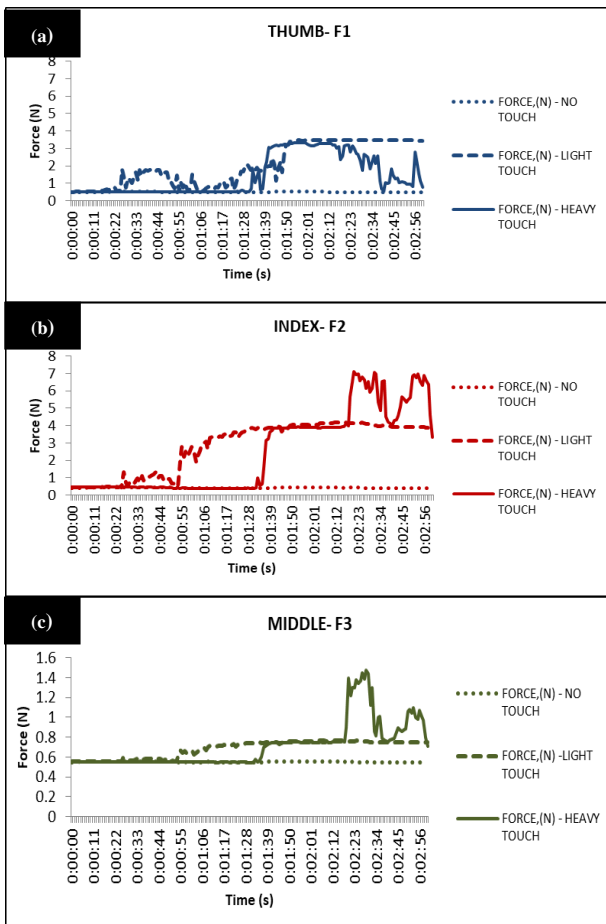 (a)
THUMB- F1
Force (N)
8
7
6
5
4
3
2
1
0
0:00:00
0:00:11
0:00:22
0:00:33
0:00:44
0:00:55
0:01:06
0:01:17
0:01:28
0:01:39
0:01:50
0:02:01
0:02:12
0:02:23
0:02:34
0:02:45
0:02:56
Time (s)
FORCE,(N) - NO
TOUCH
FORCE,(N) - LIGHT
TOUCH
FORCE,(N) - HEAVY
TOUCH
(b)
INDEX- F2
Force (N)
8
7
6
5
4
3
2
1
0
0:00:00
0:00:11
0:00:22
0:00:33
0:00:44
0:00:55
0:01:06
0:01:17
0:01:28
0:01:39
0:01:50
0:02:01
0:02:12
0:02:23
0:02:34
0:02:45
0:02:56
Time (s)
FORCE,(N) - NO
TOUCH
FORCE,(N) - LIGHT
TOUCH
FORCE,(N) - HEAVY
TOUCH
(c)
MIDDLE- F3
Force (N)
1.6
1.4
1.2
1
0.8
0.6
0.4
0.2
0
0:00:00
0:00:11
0:00:22
0:00:33
0:00:44
0:00:55
0:01:06
0:01:17
0:01:28
0:01:39
0:01:50
0:02:01
0:02:12
0:02:23
0:02:34
0:02:45
0:02:56
Time (s)
FORCE,(N) - NO
TOUCH
FORCE,(N) -LIGHT
TOUCH
FORCE,(N) - HEAVY
TOUCH